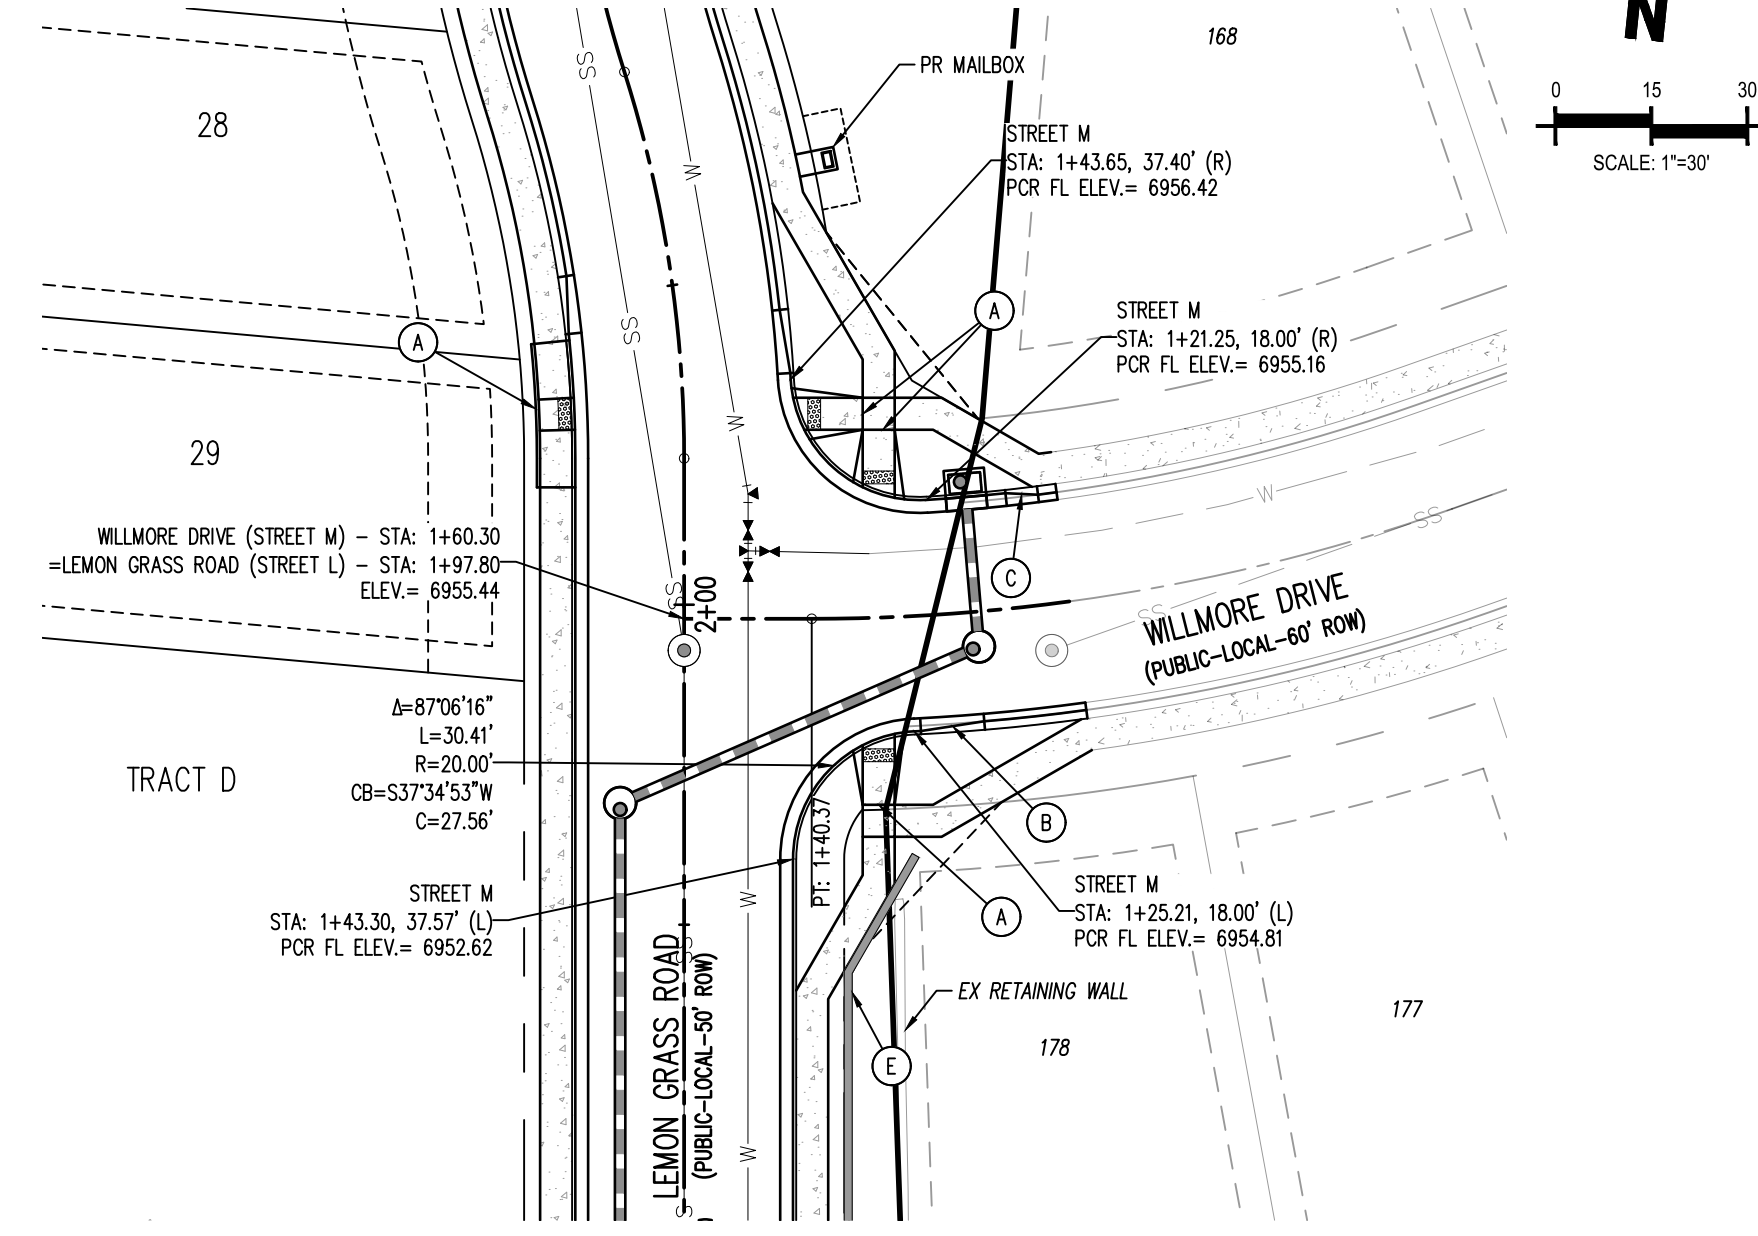 168
N
PR MAILBOX
0 15 30
SCALE: 1"=30'
28
STREET M
STA: 1+43.65, 37.40' (R)
PCR FL ELEV.= 6956.42
SS
W
A
STREET M
STA: 1+21.25, 18.00' (R)
PCR FL ELEV.= 6955.16
A
SS
W
29
W
SS
WILLMORE DRIVE (STREET M) – STA: 1+60.30
=LEMON GRASS ROAD (STREET L) – STA: 1+97.80
ELEV.= 6955.44
C
SS
2+00
SS
WILLMORE DRIVE
(PUBLIC–LOCAL–60' ROW)
Δ=87°06'16"
L=30.41'
R=20.00'
CB=S37°34'53"W
C=27.56'
TRACT D
PT: 1+40.37
B
STREET M
STA: 1+43.30, 37.57' (L)
PCR FL ELEV.= 6952.62
W
A
STREET M
STA: 1+25.21, 18.00' (L)
PCR FL ELEV.= 6954.81
SS
LEMON GRASS ROAD
(PUBLIC–LOCAL–50' ROW)
EX RETAINING WALL
177
178
E
W
S